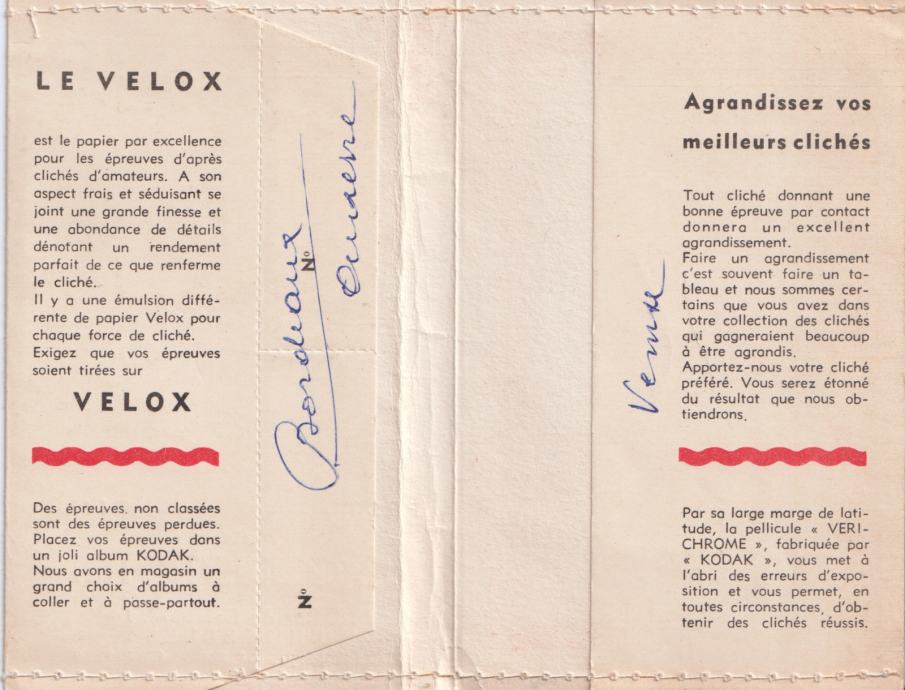 LE VELOX
est le papier par excellence
pour les épreuves d'après
clichés d'amateurs. A son
aspect frais et séduisant se
joint une grande finesse et
une abondance de détails
dénotant un rendement
parfait de ce que renferme
le cliché.
Il y a une émulsion diffé-
rente de papier Velox pour
chaque force de cliché.
Exigez que vos épreuves
soient tirées sur
VELOX
Des épreuves. non classées
sont des épreuves perdues.
Placez vos épreuves dans
un joli album KODAK.
Nous avons en magasin un
grand choix d'albums à
coller et à passe-partout.
Bordeaux
Nº
Nº
Agrandissez vos
meilleurs clichés
Tout cliché donnant une
bonne épreuve par contact
donnera un excellent
agrandissement.
Faire un agrandissement
c'est souvent faire un ta-
bleau et nous sommes cer-
tains que vous avez dans
votre collection des clichés
qui gagneraient beaucoup
à être agrandis.
Apportez-nous votre cliché
préféré. Vous serez étonné
du résultat que nous ob-
tiendrons.
Par sa large marge de lati-
tude, la pellicule « VERI-
CHROME », fabriquée par
« KODAK », vous met à
l'abri des erreurs d'expo-
sition et vous permet, en
toutes circonstances, d'ob-
tenir des clichés réussis.